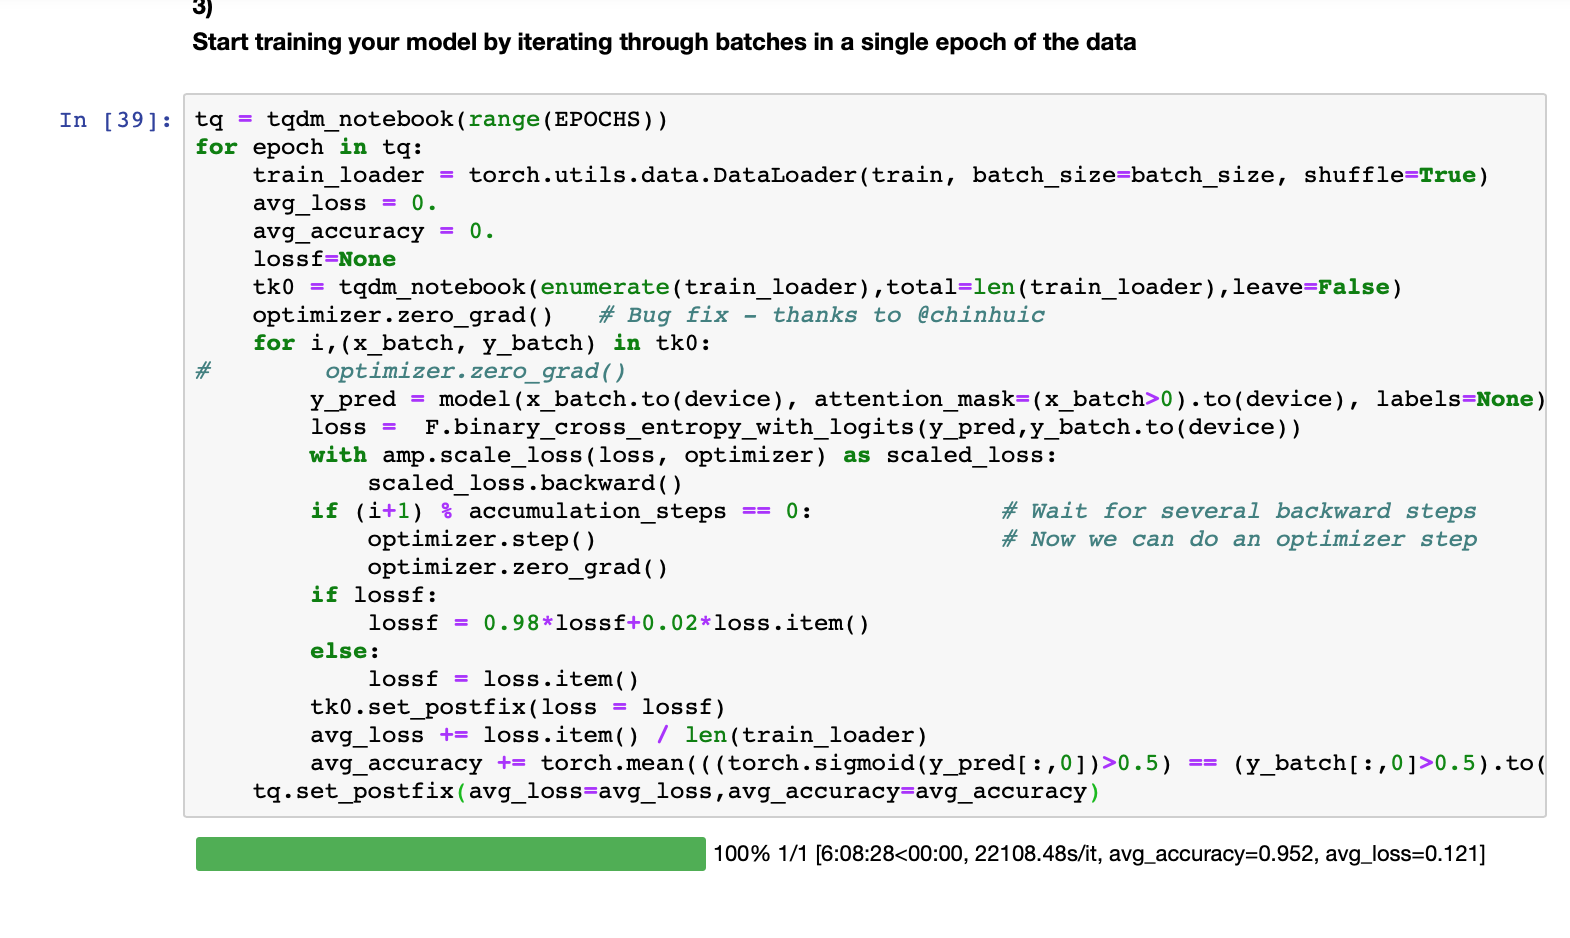 3)
Start training your model by iterating through batches in a single epoch of the data
In [39]:
tq = tqdm_notebook(range(EPOCHS))
for epoch in tq:
    train_loader = torch.utils.data.DataLoader(train, batch_size=batch_size, shuffle=True)
    avg_loss = 0.
    avg_accuracy = 0.
    lossf=None
    tk0 = tqdm_notebook(enumerate(train_loader),total=len(train_loader),leave=False)
    optimizer.zero_grad()   # Bug fix - thanks to @chinhuic
    for i,(x_batch, y_batch) in tk0:
#        optimizer.zero_grad()
        y_pred = model(x_batch.to(device), attention_mask=(x_batch>0).to(device), labels=None)
        loss =  F.binary_cross_entropy_with_logits(y_pred,y_batch.to(device))
        with amp.scale_loss(loss, optimizer) as scaled_loss:
            scaled_loss.backward()
        if (i+1) % accumulation_steps == 0:             # Wait for several backward steps
            optimizer.step()                            # Now we can do an optimizer step
            optimizer.zero_grad()
        if lossf:
            lossf = 0.98*lossf+0.02*loss.item()
        else:
            lossf = loss.item()
        tk0.set_postfix(loss = lossf)
        avg_loss += loss.item() / len(train_loader)
        avg_accuracy += torch.mean(((torch.sigmoid(y_pred[:,0])>0.5) == (y_batch[:,0]>0.5).to(
    tq.set_postfix(avg_loss=avg_loss,avg_accuracy=avg_accuracy)
100% 1/1 [6:08:28<00:00, 22108.48s/it, avg_accuracy=0.952, avg_loss=0.121]